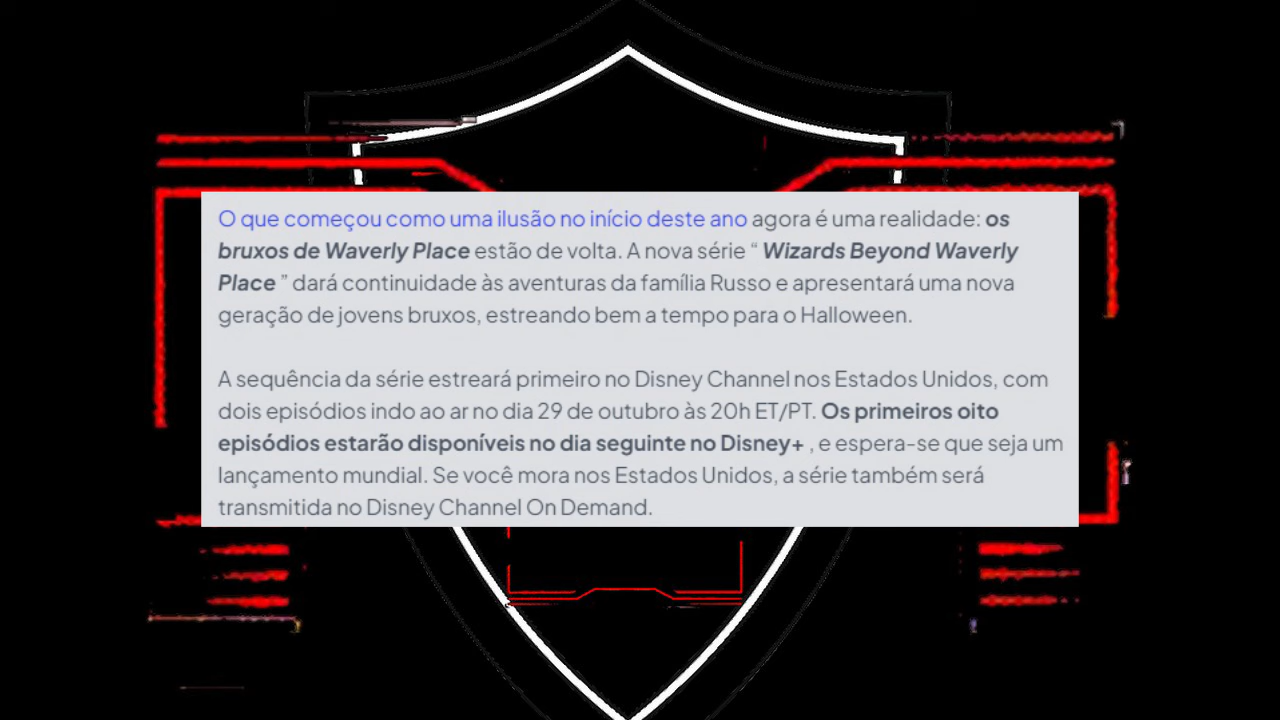 O que começou como uma ilusão no início deste ano agora é uma realidade: os
bruxos de Waverly Place estão de volta. A nova série “ Wizards Beyond Waverly
Place ” dará continuidade às aventuras da família Russo e apresentará uma nova
geração de jovens bruxos, estreando bem a tempo para o Halloween.
A sequência da série estreará primeiro no Disney Channel nos Estados Unidos, com
dois episódios indo ao ar no dia 29 de outubro às 20h ET/PT. Os primeiros oito
episódios estarão disponíveis no dia seguinte no Disney+ , e espera-se que seja um
lançamento mundial. Se você mora nos Estados Unidos, a série também será
transmitida no Disney Channel On Demand.